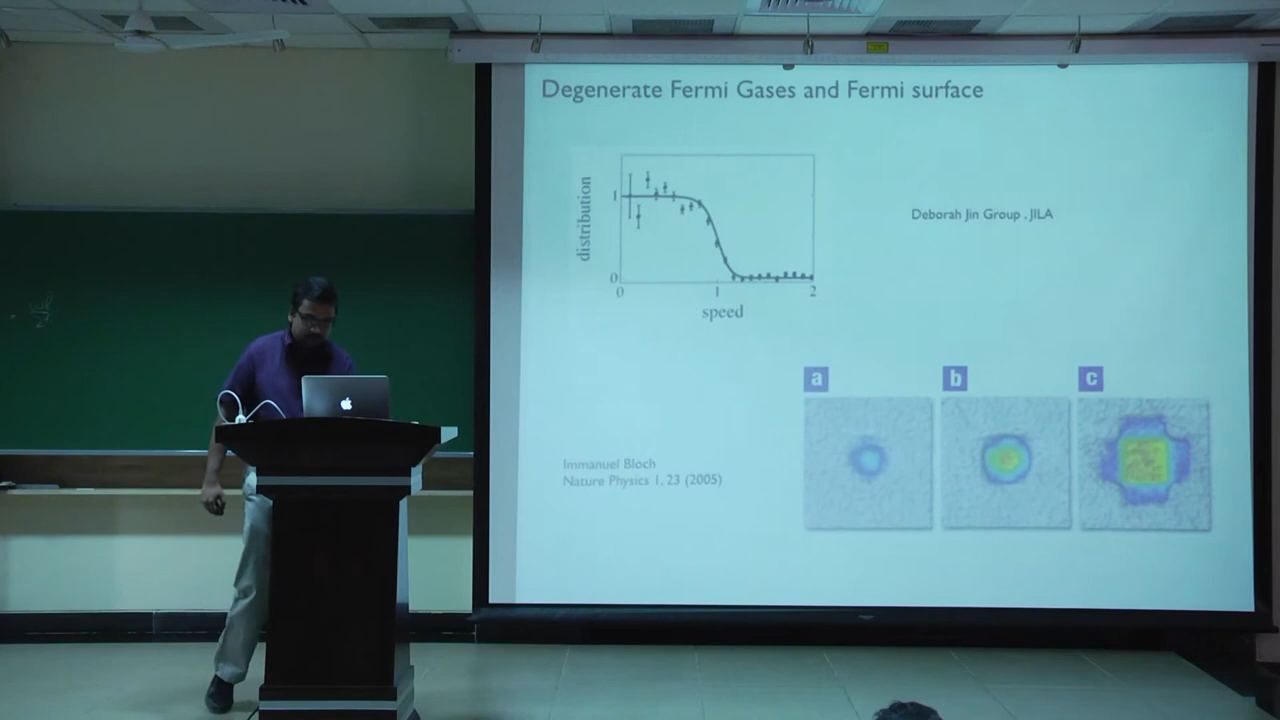 Degenerate Fermi Gases and Fermi surface
distribution
1
0
0
1
2
speed
Deborah Jin Group , JILA
a
b
c
Immanuel Bloch
Nature Physics 1, 23 (2005)